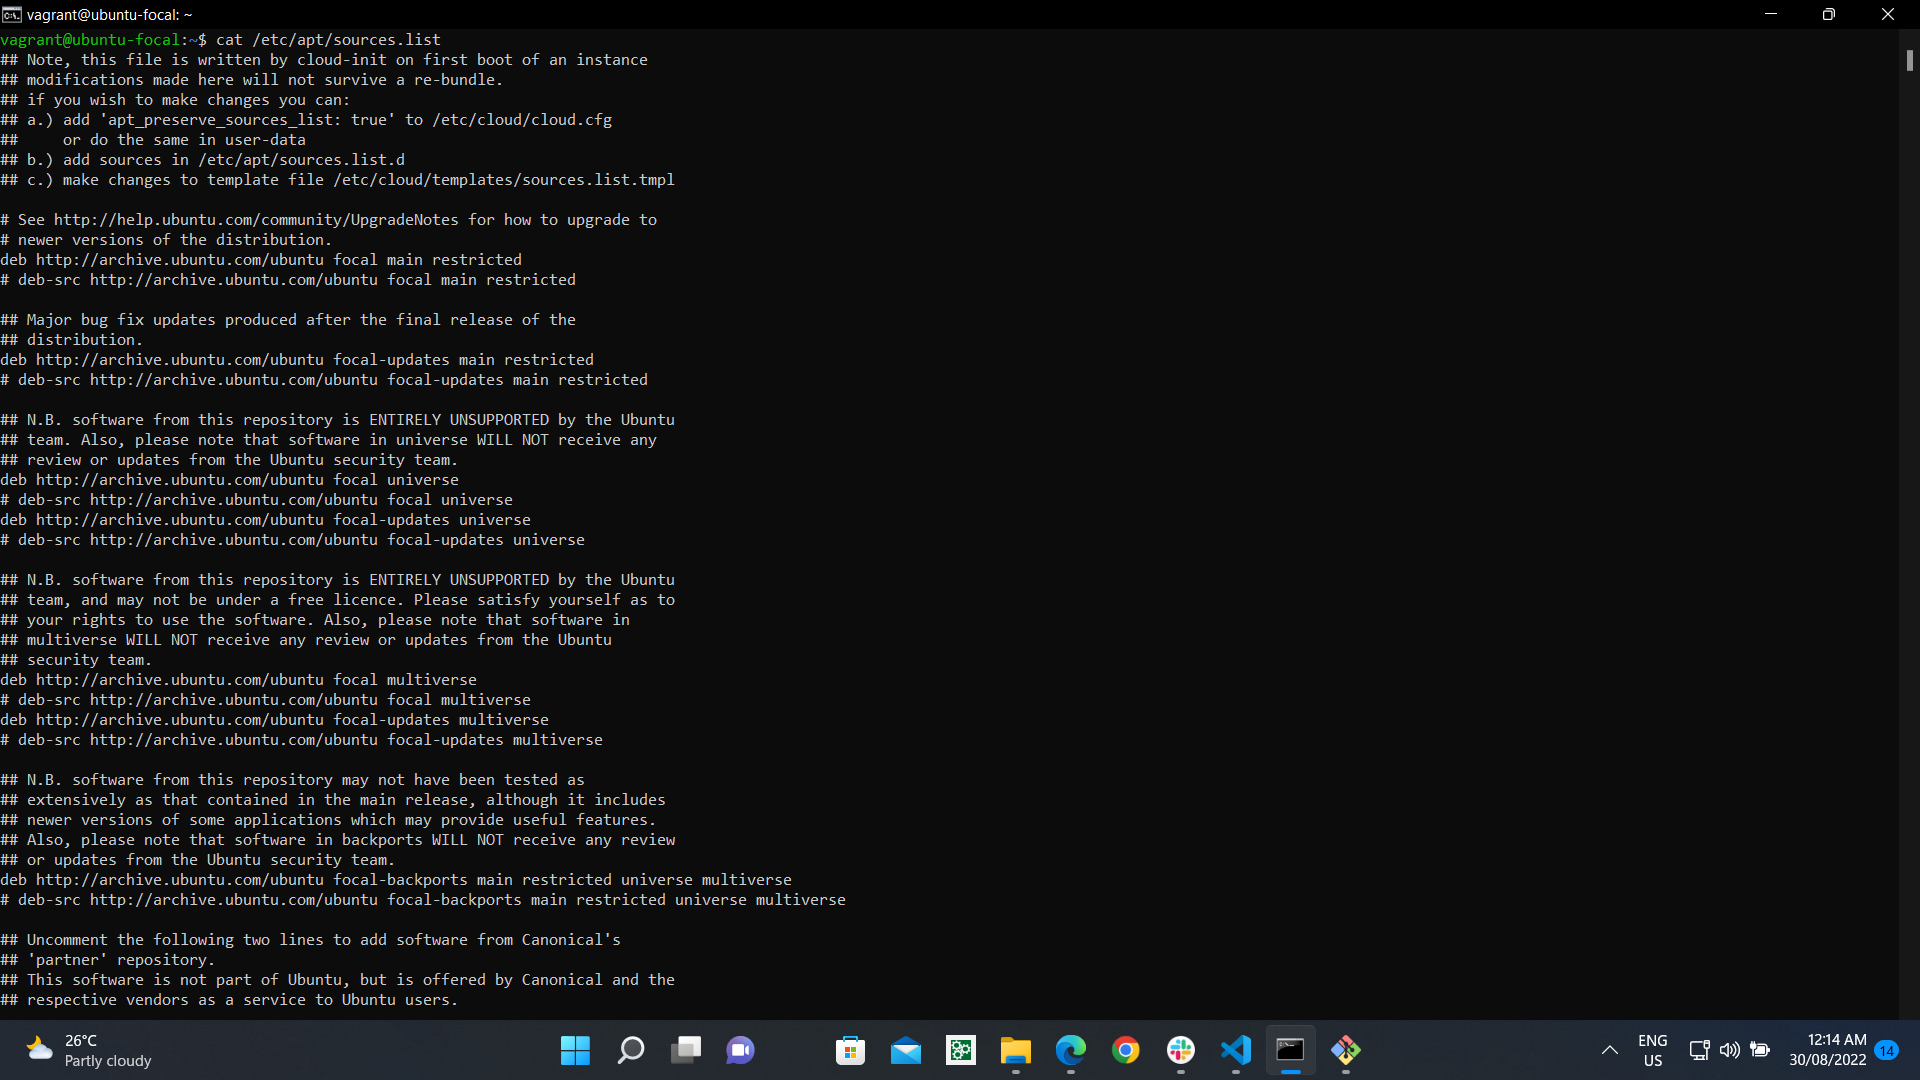 vagrant@ubuntu-focal: ~
vagrant@ubuntu-focal:~$ cat /etc/apt/sources.list
## Note, this file is written by cloud-init on first boot of an instance
## modifications made here will not survive a re-bundle.
## if you wish to make changes you can:
## a.) add 'apt_preserve_sources_list: true' to /etc/cloud/cloud.cfg
##     or do the same in user-data
## b.) add sources in /etc/apt/sources.list.d
## c.) make changes to template file /etc/cloud/templates/sources.list.tmpl

# See http://help.ubuntu.com/community/UpgradeNotes for how to upgrade to
# newer versions of the distribution.
deb http://archive.ubuntu.com/ubuntu focal main restricted
# deb-src http://archive.ubuntu.com/ubuntu focal main restricted

## Major bug fix updates produced after the final release of the
## distribution.
deb http://archive.ubuntu.com/ubuntu focal-updates main restricted
# deb-src http://archive.ubuntu.com/ubuntu focal-updates main restricted

## N.B. software from this repository is ENTIRELY UNSUPPORTED by the Ubuntu
## team. Also, please note that software in universe WILL NOT receive any
## review or updates from the Ubuntu security team.
deb http://archive.ubuntu.com/ubuntu focal universe
# deb-src http://archive.ubuntu.com/ubuntu focal universe
deb http://archive.ubuntu.com/ubuntu focal-updates universe
# deb-src http://archive.ubuntu.com/ubuntu focal-updates universe

## N.B. software from this repository is ENTIRELY UNSUPPORTED by the Ubuntu
## team, and may not be under a free licence. Please satisfy yourself as to
## your rights to use the software. Also, please note that software in
## multiverse WILL NOT receive any review or updates from the Ubuntu
## security team.
deb http://archive.ubuntu.com/ubuntu focal multiverse
# deb-src http://archive.ubuntu.com/ubuntu focal multiverse
deb http://archive.ubuntu.com/ubuntu focal-updates multiverse
# deb-src http://archive.ubuntu.com/ubuntu focal-updates multiverse

## N.B. software from this repository may not have been tested as
## extensively as that contained in the main release, although it includes
## newer versions of some applications which may provide useful features.
## Also, please note that software in backports WILL NOT receive any review
## or updates from the Ubuntu security team.
deb http://archive.ubuntu.com/ubuntu focal-backports main restricted universe multiverse
# deb-src http://archive.ubuntu.com/ubuntu focal-backports main restricted universe multiverse

## Uncomment the following two lines to add software from Canonical's
## 'partner' repository.
## This software is not part of Ubuntu, but is offered by Canonical and the
## respective vendors as a service to Ubuntu users.
26°C
Partly cloudy
ENG
US
12:14 AM
30/08/2022
14